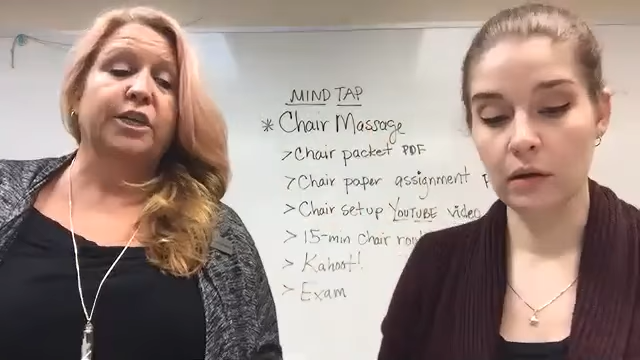 MIND TAP
* Chair Massage
> Chair packet PDF
> Chair paper assignment
> Chair setup YOUTUBE video
> 15-min Chair
> Kahoot!
> Exam